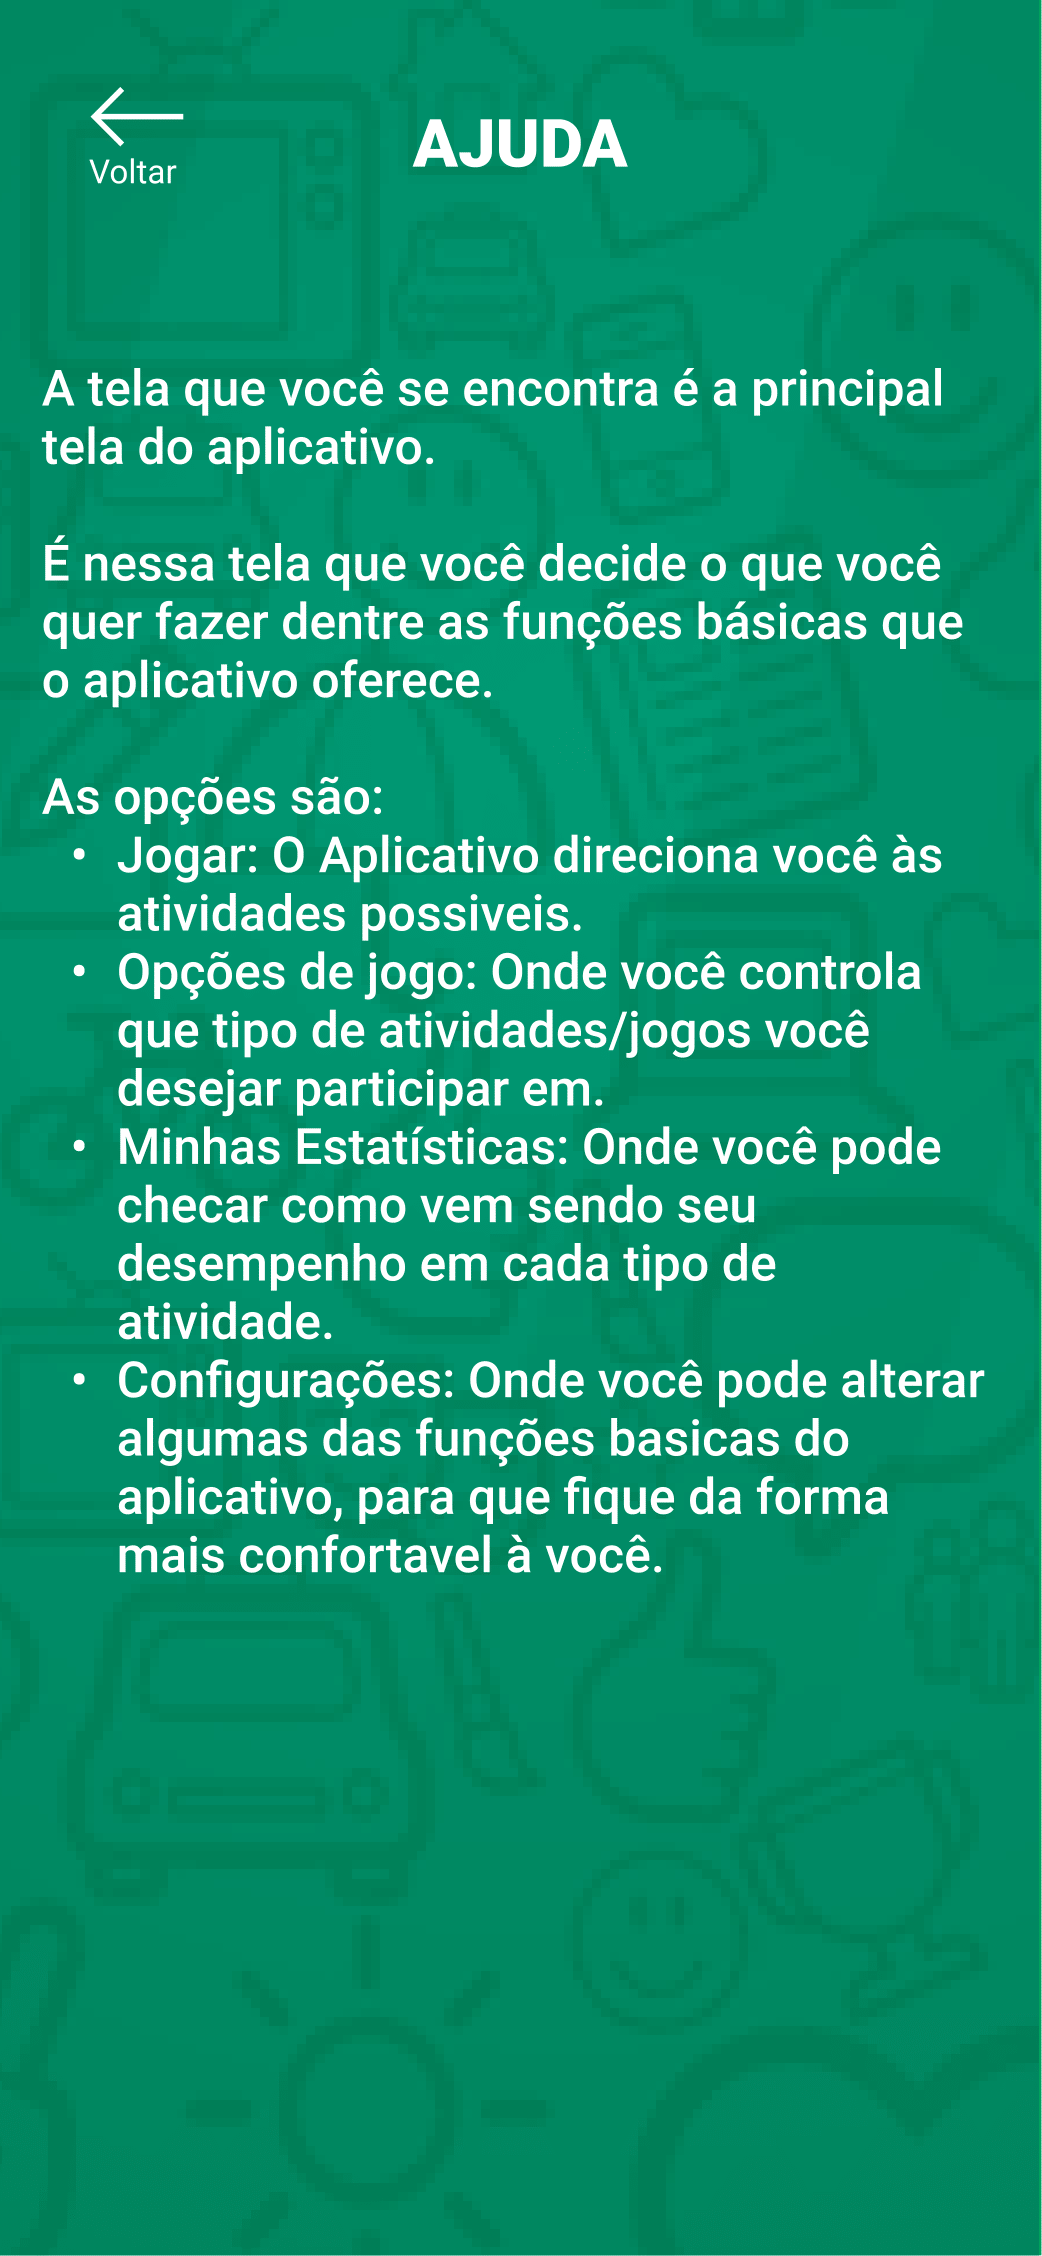 AJUDA
Voltar
A tela que você se encontra é a principal
tela do aplicativo.
É nessa tela que você decide o que você
quer fazer dentre as funções básicas que
o aplicativo oferece.
As opções são:
• Jogar: O Aplicativo direciona você às
atividades possiveis.
• Opções de jogo: Onde você controla
que tipo de atividades/jogos você
desejar participar em.
• Minhas Estatísticas: Onde você pode
checar como vem sendo seu
desempenho em cada tipo de
atividade.
• Configurações: Onde você pode alterar
algumas das funções basicas do
aplicativo, para que fique da forma
mais confortavel à você.